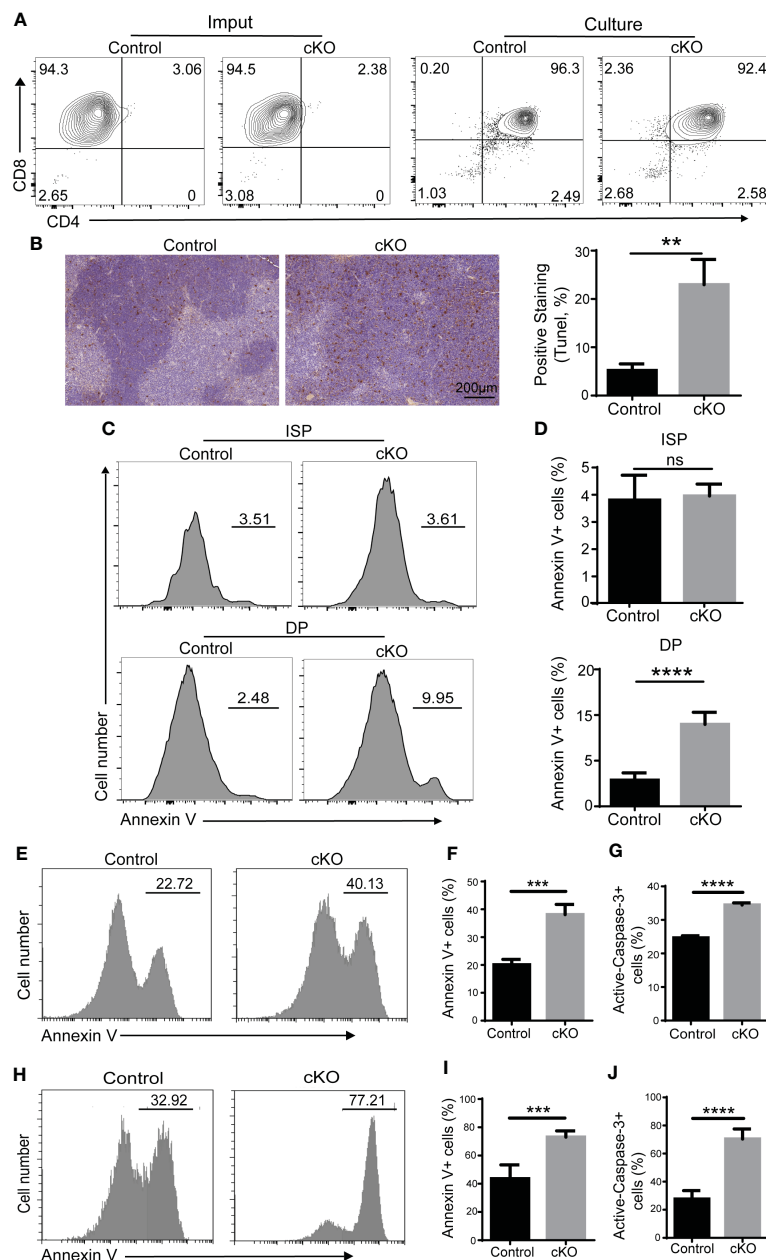 A
Imput
Culture
Control
cKO
Control
cKO
94.3
3.06
94.5
2.38
0.20
96.3
2.36
92.4
CD8
2.65
0
3.08
0
1.03
2.49
2.68
2.58
CD4
B
Control
cKO
200μm
Positive Staining
(Tunel, %)
30
20
10
0
**
Control
cKO
C
ISP
Control
cKO
3.51
3.61
DP
Control
cKO
2.48
9.95
Cell number
Annexin V
D
ISP
ns
Annexin V+ cells (%)
5
4
3
4
1
0
Control
cKO
DP
****
Annexin V+ cells (%)
20
15
5
0
Control
cKO
E
Control
cKO
22.72
40.13
Cell number
Annexin V
F
***
Annexin V+ cells (%)
50
40
30
20
10
0
Control
cKO
G
****
Active-Caspase-3+
cells (%)
40
30
20
10
0
Control
cKO
H
Control
cKO
32.92
77.21
Cell number
Annexin V
I
***
Annexin V+ cells (%)
100
80
60
40
20
0
Control
cKO
J
****
Active-Caspase-3+
cells (%)
100
80
60
40
20
0
Control
cKO